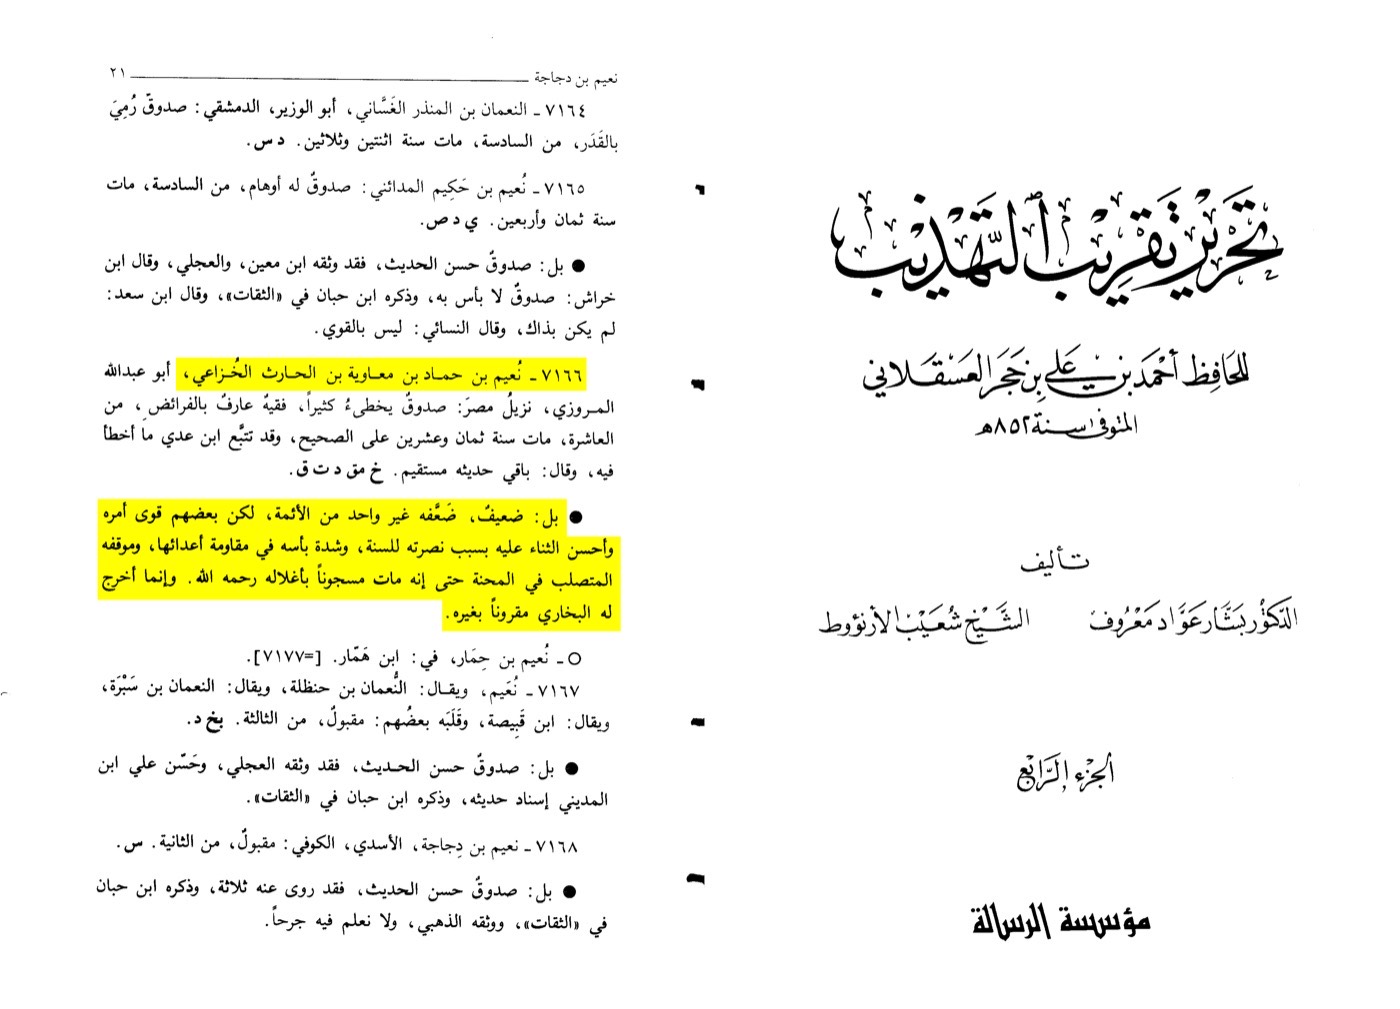 تحرير تقريب التهذيب
للحافظ أحمد بن علي بن حجر العسقلاني
المتوفى سنة ٨٥٢هـ
تأليف
الدكتور بشار عواد معروف الشيخ شعيب الأرنؤوط
الجزء الرابع
مؤسسة الرسالة
نعيم بن دجاجة ٢١
٧١٦٤ ـ النعمان بن المنذر الغَسَّاني، أبو الوزير، الدمشقي: صدوقٌ رُمِيَ
بالقَدَر، من السادسة، مات سنة اثنتين وثلاثين. د س.
٧١٦٥ ـ نُعيم بن حَكِيم المدائني: صدوقٌ له أوهام، من السادسة، مات
سنة ثمان وأربعين. ي د ص.
● بل: صدوقٌ حسن الحديث، فقد وثقه ابن معين، والعجلي، وقال ابن
خراش: صدوقٌ لا بأس به، وذكره ابن حبان في «الثقات»، وقال ابن سعد:
لم يكن بذاك، وقال النسائي: ليس بالقوي.
٧١٦٦ ـ نُعيم بن حمـاد بن معـاوية بن الحـارث الخُـزاعي، أبو عبدالله
المـروزي، نزيلُ مصرَ: صدوقٌ يخطىءُ كثيراً، فقيهٌ عارفٌ بالفرائض، من
العاشرة، مات سنة ثمان وعشرين على الصحيح، وقد تتبَّع ابن عدي ما أخطأ
فيه، وقال: باقي حديثه مستقيم. خ مق د ت ق.
● بل: ضعيفٌ، ضَعَّفه غير واحد من الأئمة، لكن بعضهم قوى أمره
وأحسن الثناء عليه بسبب نصرته للسنة، وشدة بأسه في مقاومة أعدائها، وموقفه
المتصلب في المحنة حتى إنه مات مسجوناً بأغلاله رحمه الله. وإنما أخرج
له البخاري مقروناً بغيره.
○ ـ نُعيم بن حِمَار، في: ابن هَمّار. [=٧١٧٧].
٧١٦٧ ـ نُعَيم، ويقـال: النُّعمان بن حنظلة، ويقال: النعمان بن سَبْرَة،
ويقال: ابن قَبِيصة، وقَلَبَه بعضُهم: مقبولٌ، من الثالثة. بخ د.
● بل: صدوقٌ حسن الحـديث، فقد وثقه العجلي، وحَسّن علي ابن
المديني إسناد حديثه، وذكره ابن حبان في «الثقات».
٧١٦٨ ـ نعيم بن دِجاجة، الأسدي، الكوفي: مقبولٌ، من الثانية. س.
● بل: صدوقٌ حسن الحديث، فقد روى عنه ثلاثة، وذكره ابن حبان
في «الثقات»، ووثقه الذهبي، ولا نعلم فيه جرحاً.